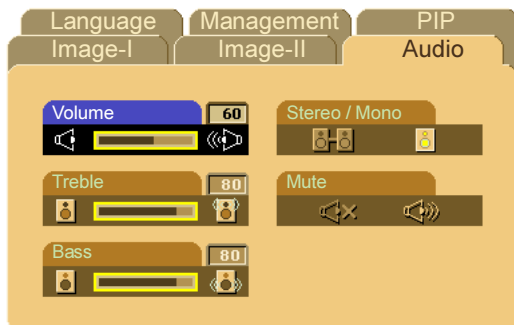 Language Management PIP
Image-I Image-II Audio
Volume 60 Stereo / Mono
Treble 80 Mute
Bass 80